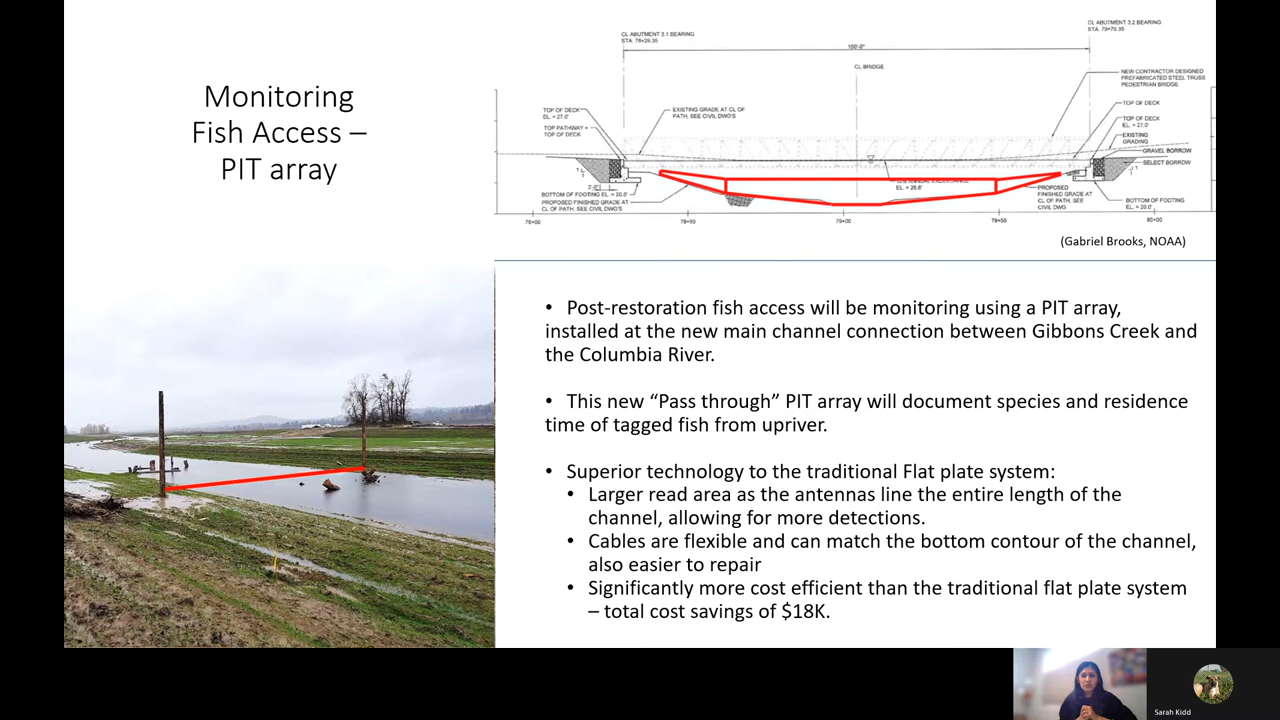 Monitoring
Fish Access –
PIT array
CL ABUTMENT 3.1 BEARING
STA. 78+29.35
CL ABUTMENT 3.2 BEARING
STA. 79+79.35
150'-0"
CL BRIDGE
NEW CONTRACTOR DESIGNED
PREFABRICATED STEEL TRUSS
PEDESTRIAN BRIDGE
TOP OF DECK
EL. = 27.0'
TOP PATHWAY =
TOP OF DECK
EXISTING GRADE AT CL OF
PATH, SEE CIVIL DWG'S
TOP OF DECK
TOP OF DECK
EL. = 27.0'
EXISTING
GRADING
GRAVEL BORROW
SELECT BORROW
BOTTOM OF FOOTING EL. = 20.0'
PROPOSED FINISHED GRADE AT
CL OF PATH, SEE CIVIL DWG'S
EL. = 26.6'
PROPOSED
FINISHED GRADE AT
CL OF PATH, SEE
CIVIL DWG
BOTTOM OF FOOTING
EL. = 20.0'
78+00
78+50
79+00
79+50
80+00
(Gabriel Brooks, NOAA)
• Post-restoration fish access will be monitoring using a PIT array,
installed at the new main channel connection between Gibbons Creek and
the Columbia River.
• This new “Pass through” PIT array will document species and residence
time of tagged fish from upriver.
• Superior technology to the traditional Flat plate system:
• Larger read area as the antennas line the entire length of the
channel, allowing for more detections.
• Cables are flexible and can match the bottom contour of the channel,
also easier to repair
• Significantly more cost efficient than the traditional flat plate system
– total cost savings of $18K.
Sarah Kidd